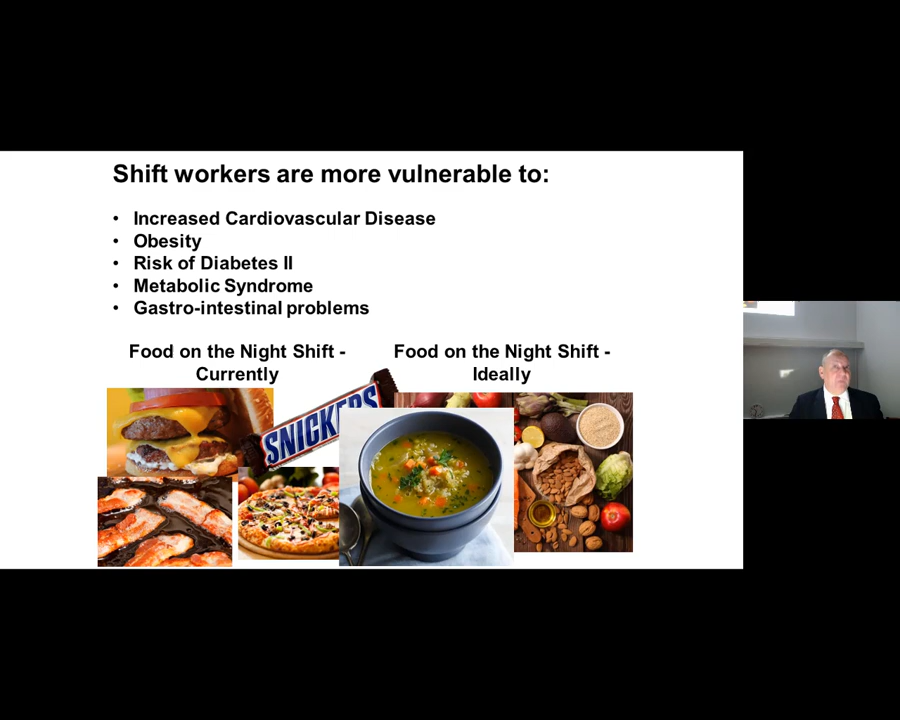 Shift workers are more vulnerable to:
• Increased Cardiovascular Disease
• Obesity
• Risk of Diabetes II
• Metabolic Syndrome
• Gastro-intestinal problems
Food on the Night Shift -
Currently
Food on the Night Shift -
Ideally
SNICKERS